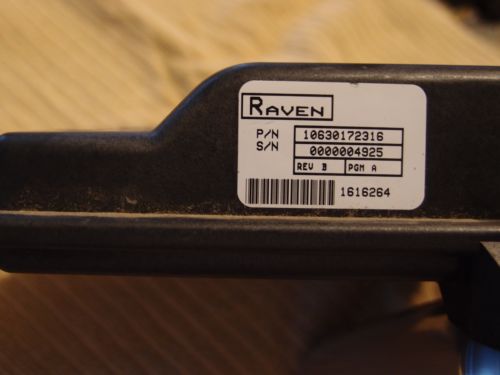 RAVEN
P/N 10630172316
S/N 0000004925
REV B PGM A
1616264